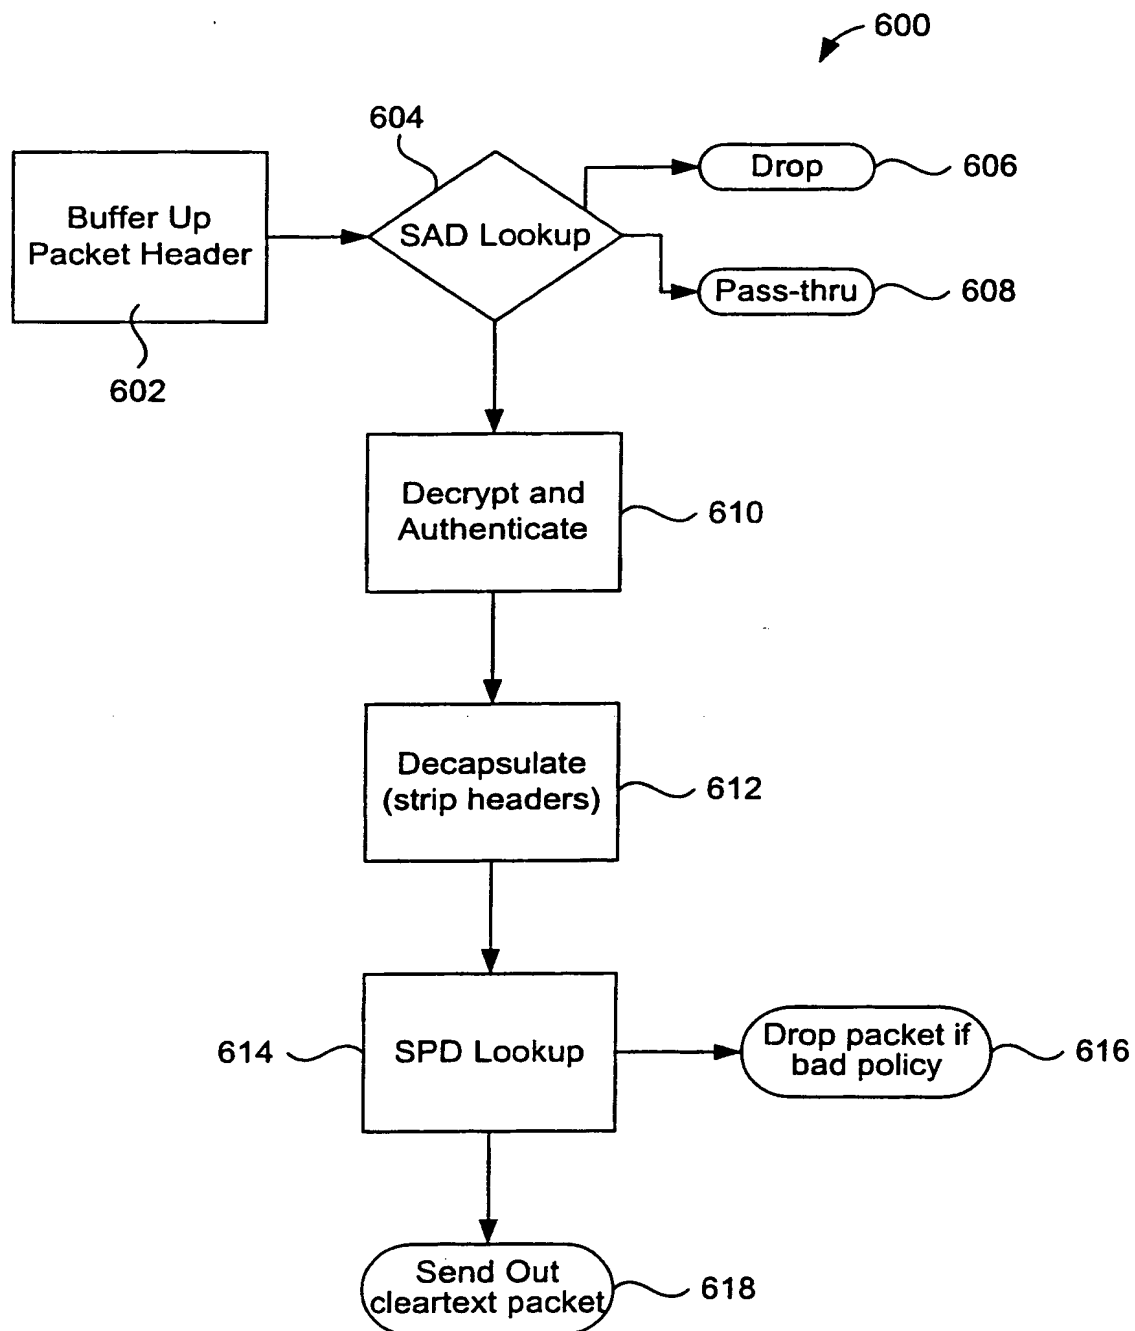 600
604
Buffer Up
Packet Header
602
SAD Lookup
Drop
606
Pass-thru
608
Decrypt and
Authenticate
610
Decapsulate
(strip headers)
612
614
SPD Lookup
Drop packet if
bad policy
616
Send Out
cleartext packet
618